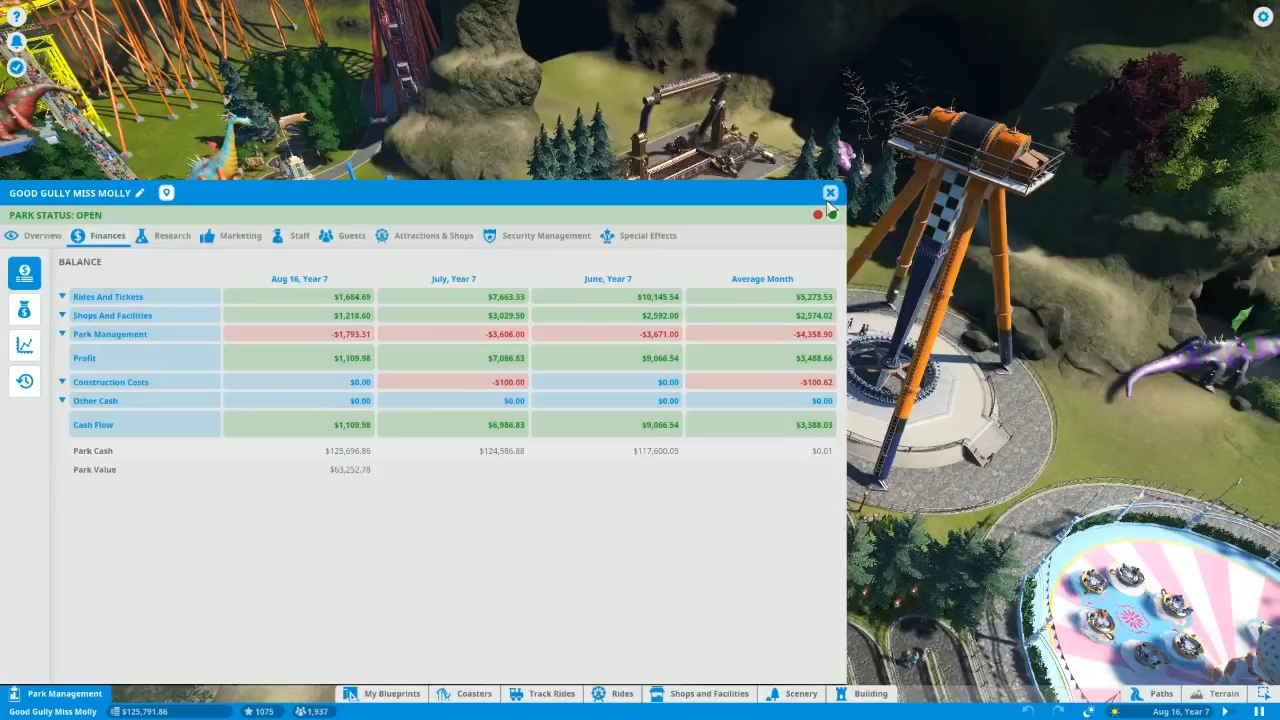 GOOD GULLY MISS MOLLY
PARK STATUS: OPEN
Overview Finances Research Marketing Staff Guests Attractions & Shops Security Management Special Effects
BALANCE
Aug 16, Year 7 July, Year 7 June, Year 7 Average Month
Rides And Tickets $1,684.69 $7,663.33 $10,145.54 $5,273.53
Shops And Facilities $1,218.60 $3,029.50 $2,592.00 $2,574.02
Park Management -$1,793.31 -$3,606.00 -$3,671.00 -$4,358.90
Profit $1,109.98 $7,086.83 $9,066.54 $3,488.66
Construction Costs $0.00 -$100.00 $0.00 -$100.62
Other Cash $0.00 $0.00 $0.00 $0.00
Cash Flow $1,109.98 $6,986.83 $9,066.54 $3,388.03
Park Cash $125,696.86 $124,586.88 $117,600.05 $0.01
Park Value $63,252.78
Park Management My Blueprints Coasters Track Rides Rides Shops and Facilities Scenery Building Paths Terrain
Good Gully Miss Molly $125,791.86 1075 1,937 Aug 16, Year 7